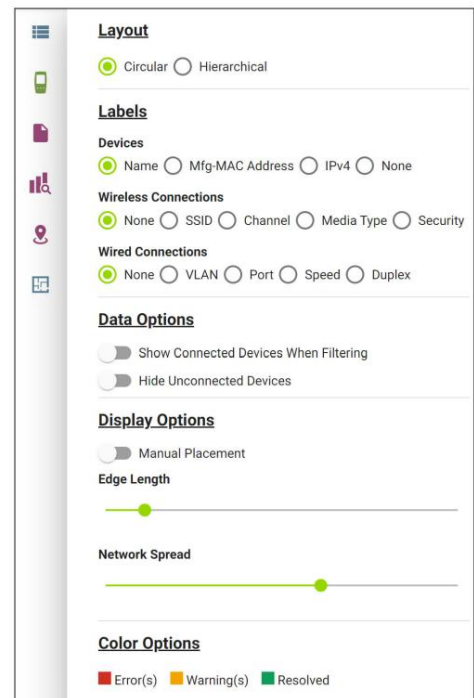 Layout
Circular Hierarchical
Labels
Devices
Name Mfg-MAC Address IPv4 None
Wireless Connections
None SSID Channel Media Type Security
Wired Connections
None VLAN Port Speed Duplex
Data Options
Show Connected Devices When Filtering
Hide Unconnected Devices
Display Options
Manual Placement
Edge Length
Network Spread
Color Options
Error(s) Warning(s) Resolved